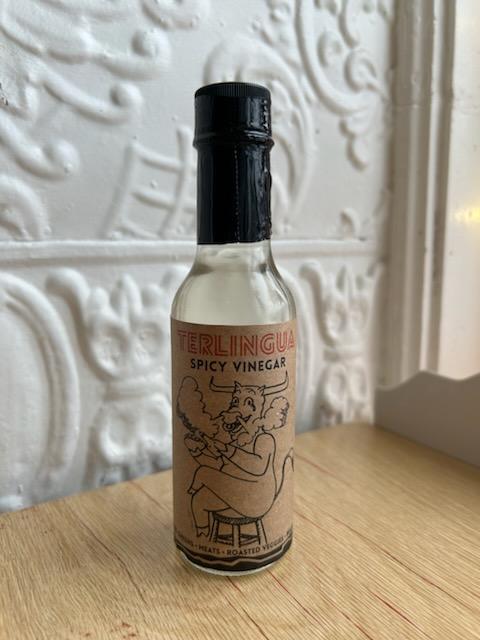 TERLINGUA
SPICY VINEGAR
MEATS • ROASTED VEGGIES •